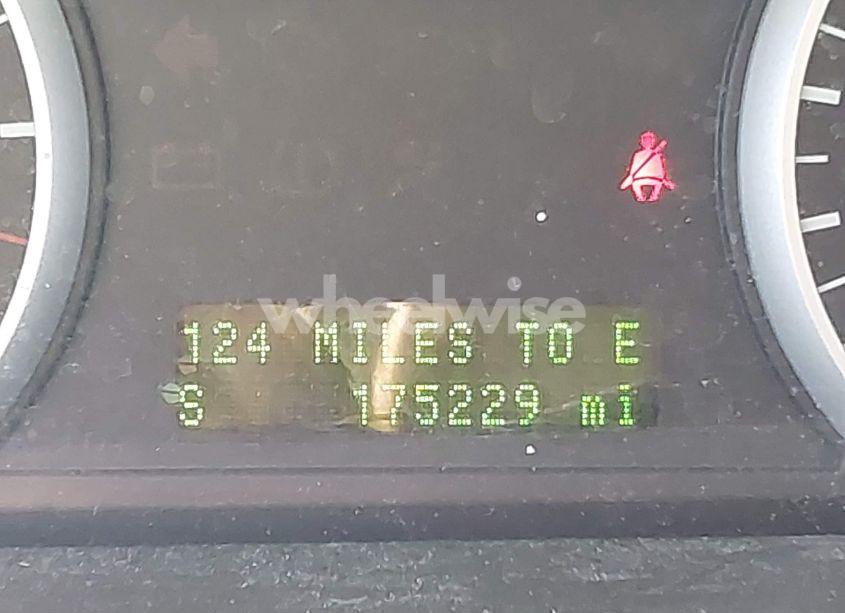 wheelwise
124 MILES TO E
S 175229 mi